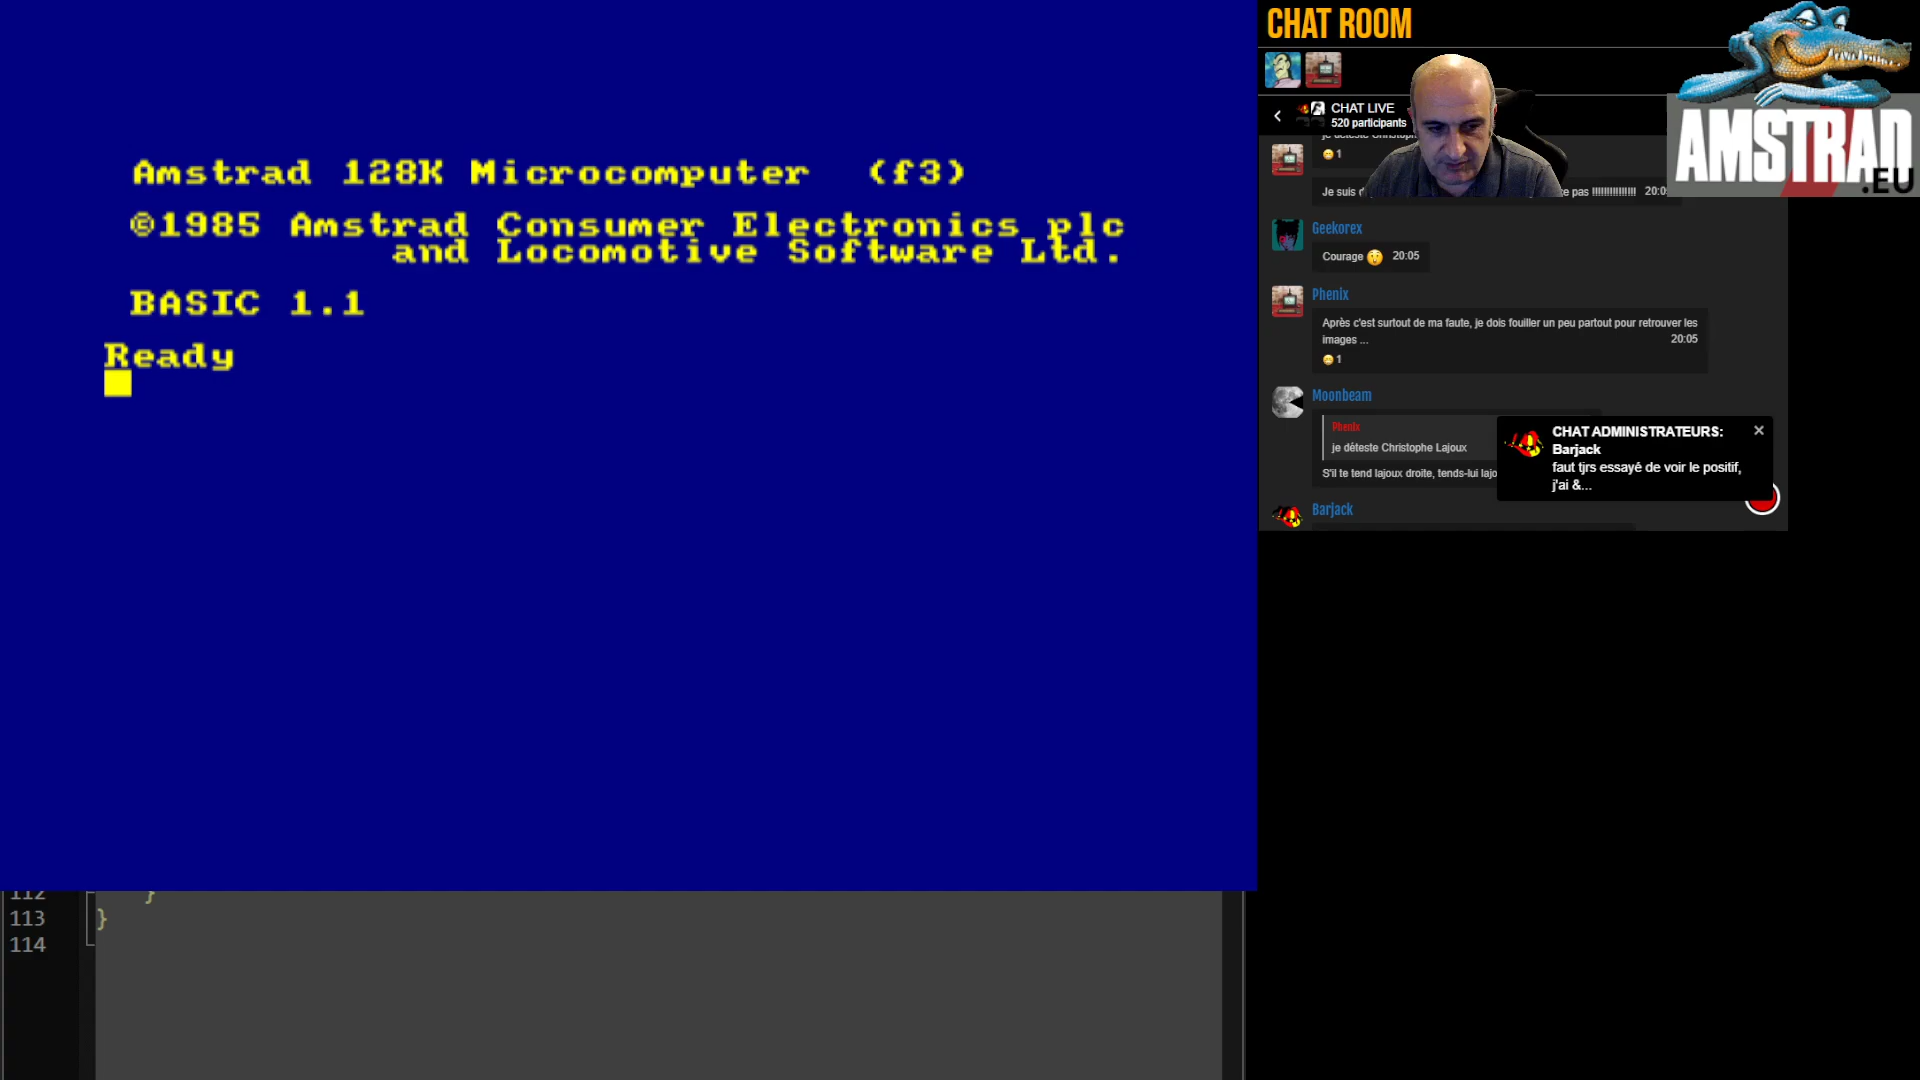 Amstrad 128K Microcomputer (f3)
©1985 Amstrad Consumer Electronics plc
and Locomotive Software Ltd.
BASIC 1.1
Ready
112 }
113 }
114
CHAT ROOM
AMSTRAD
.EU
CHAT LIVE
520 participants
je déteste
1
Je suis
pas !!!!!!!!!!!!!!!
Geekorex
Courage 20:05
Phenix
Après c'est surtout de ma faute, je dois fouiller un peu partout pour retrouver les
images ... 20:05
1
Moonbeam
Phenix
je déteste Christophe Lajoux
S'il te tend lajoux droite, tends-lui
CHAT ADMINISTRATEURS:
Barjack
faut tjrs essayé de voir le positif,
j'ai &...
Barjack